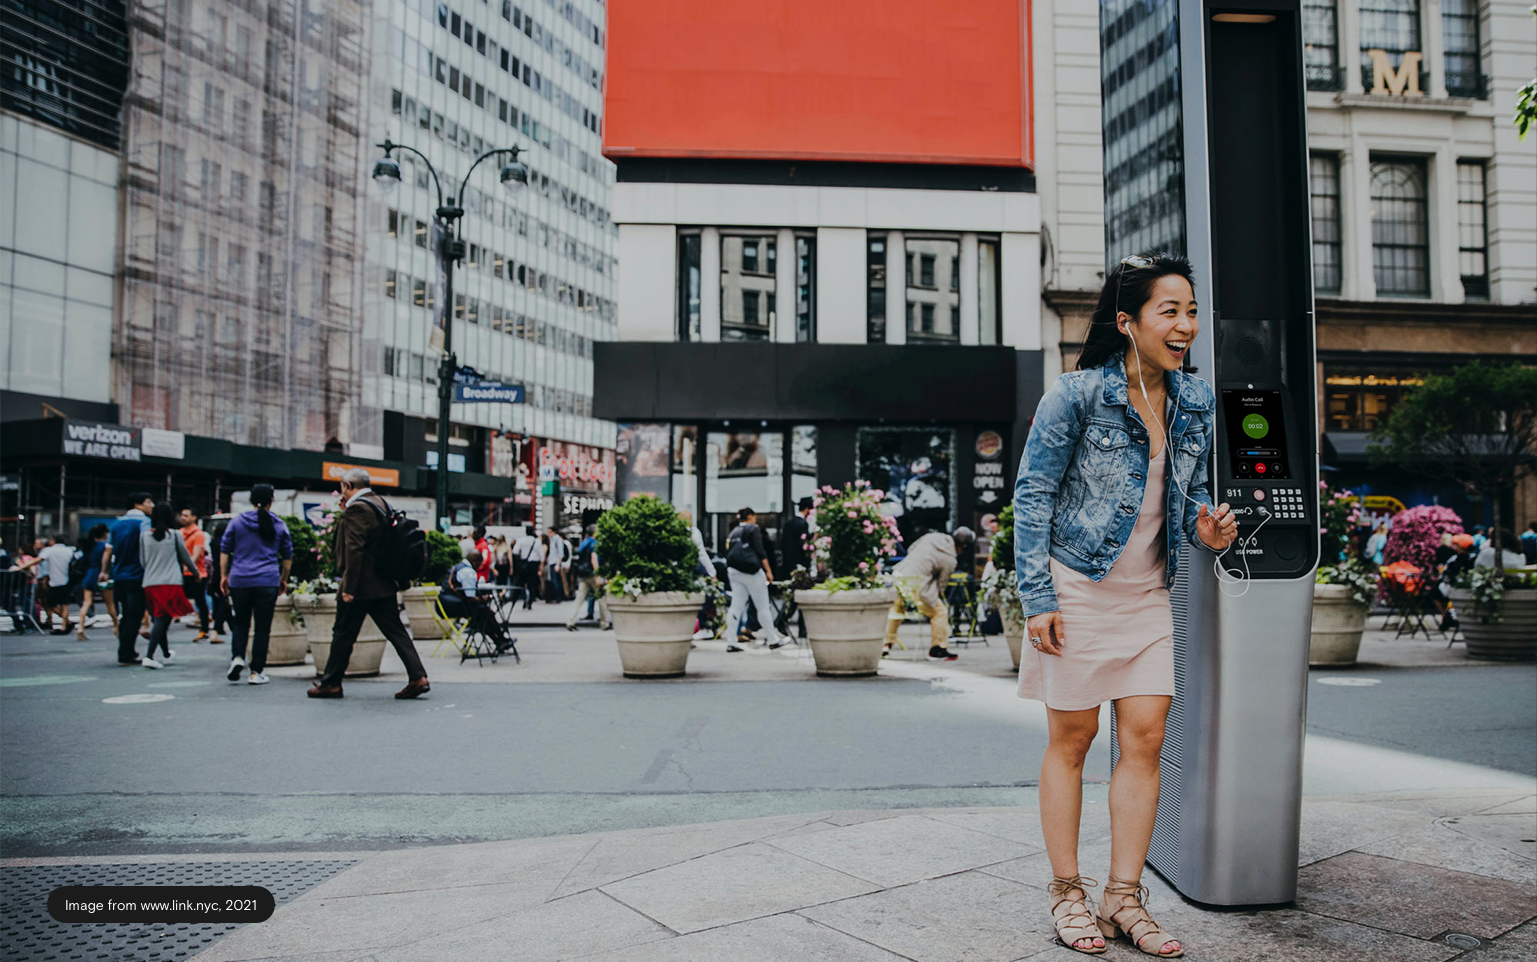 M
Broadway
verizon
WE ARE OPEN
SEPHORA
NOW
OPEN
Audio Call
00:02
911
AUDIO
USB POWER
Image from www.link.nyc, 2021